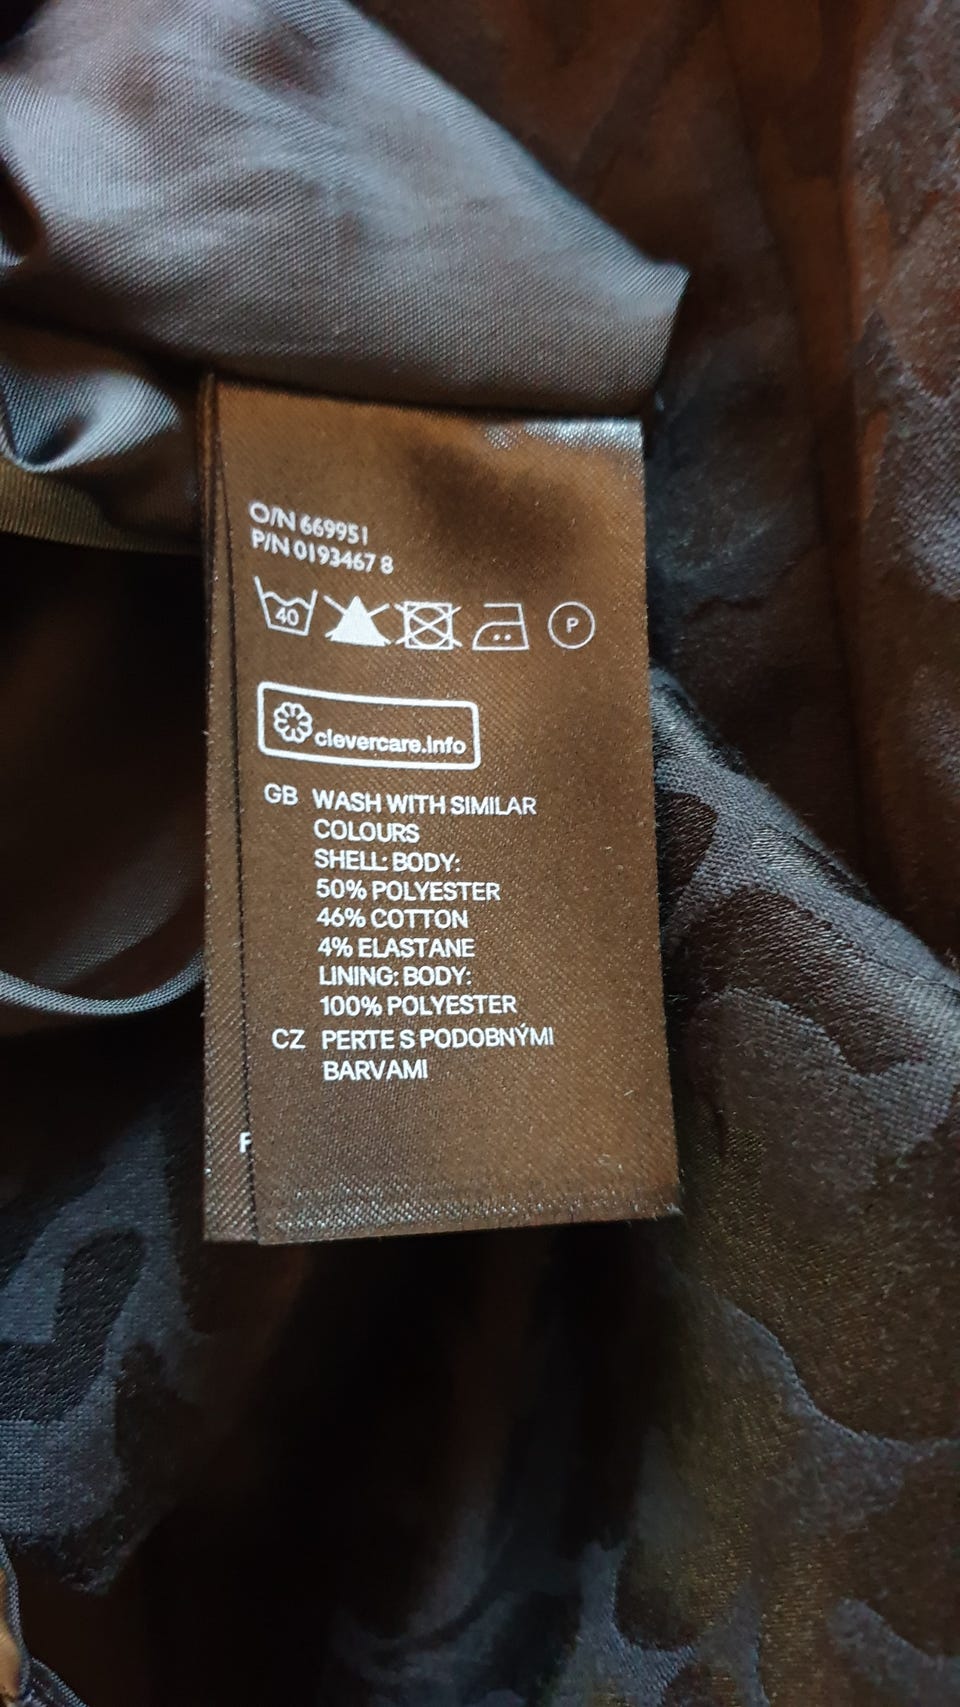 O/N 669951
P/N 0193467 8
40
P
clevercare.info
GB WASH WITH SIMILAR
COLOURS
SHELL: BODY:
50% POLYESTER
46% COTTON
4% ELASTANE
LINING: BODY:
100% POLYESTER
CZ PERTE S PODOBNÝMI
BARVAMI